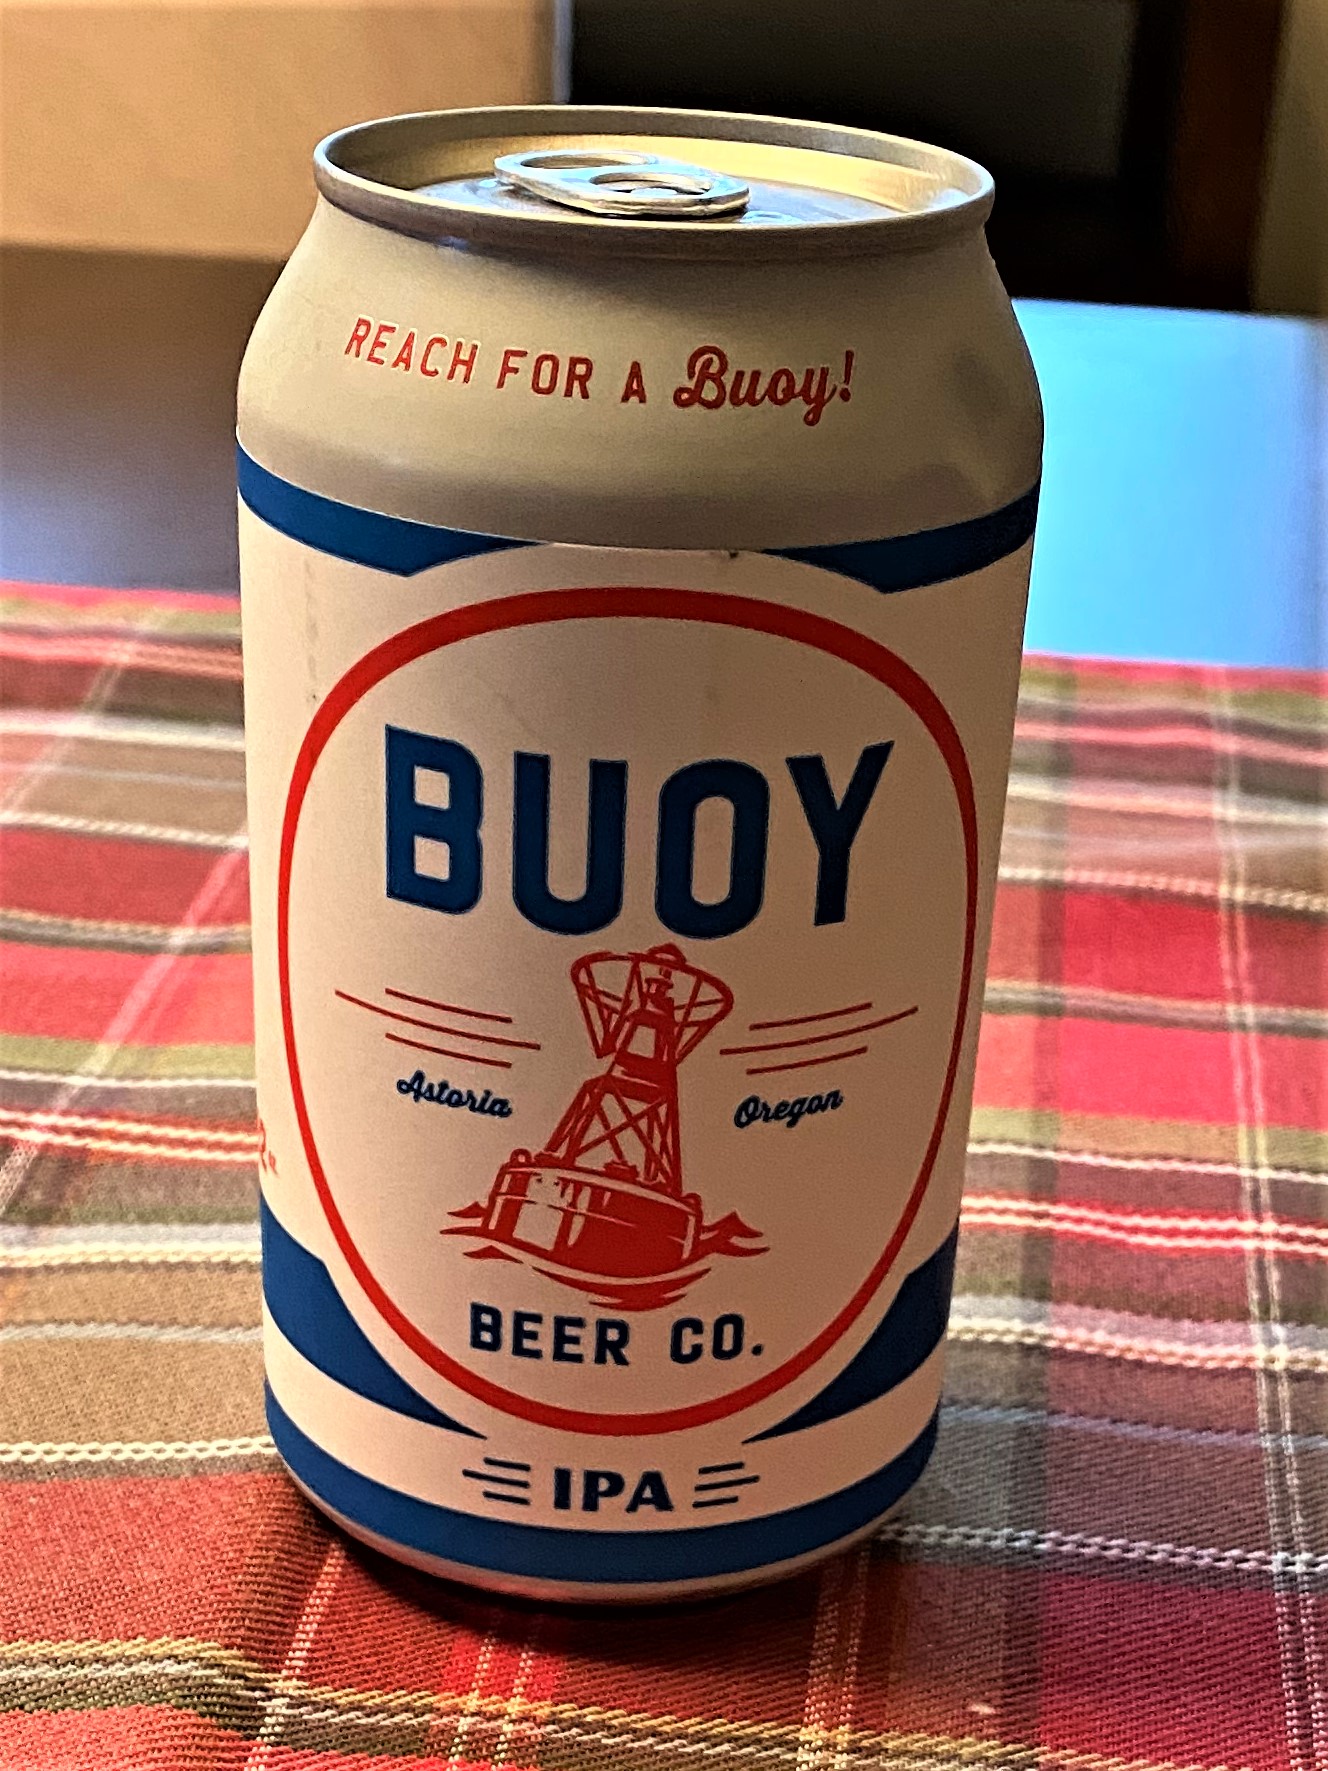 REACH FOR A Buoy!
BUOY
Astoria Oregon
BEER CO.
IPA